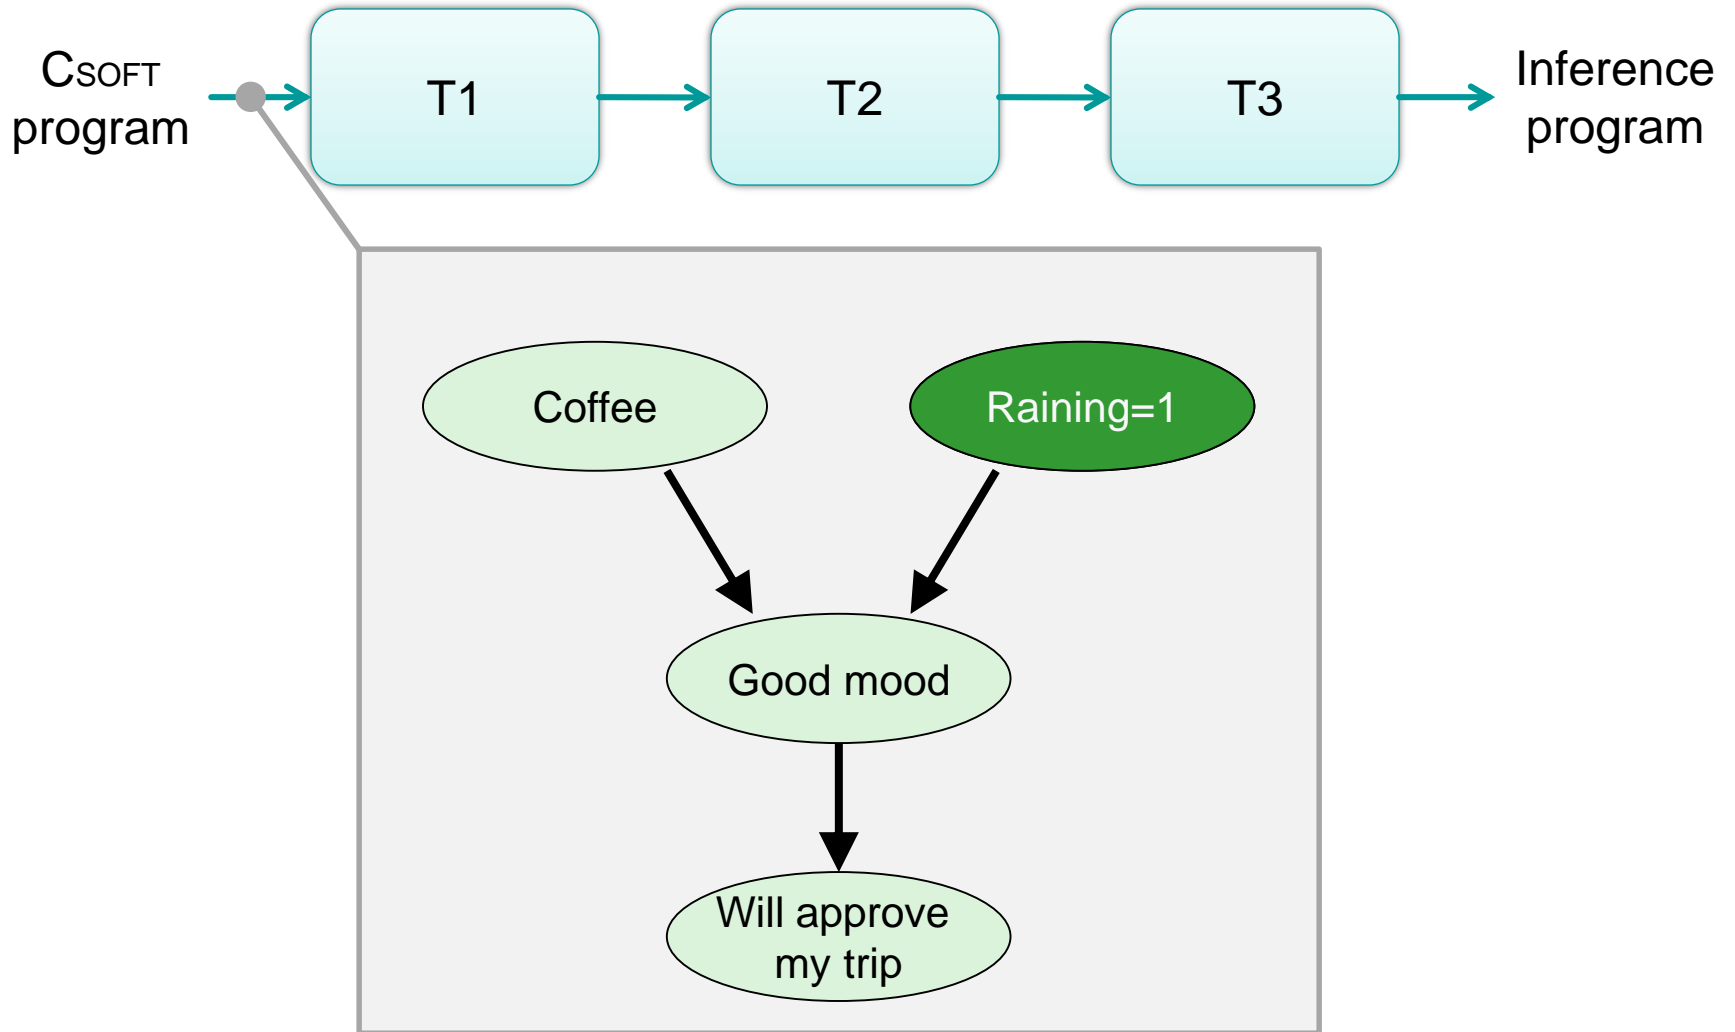 CSOFT
program
T1
T2
T3
Inference
program
Coffee
Raining=1
Good mood
Will approve
my trip